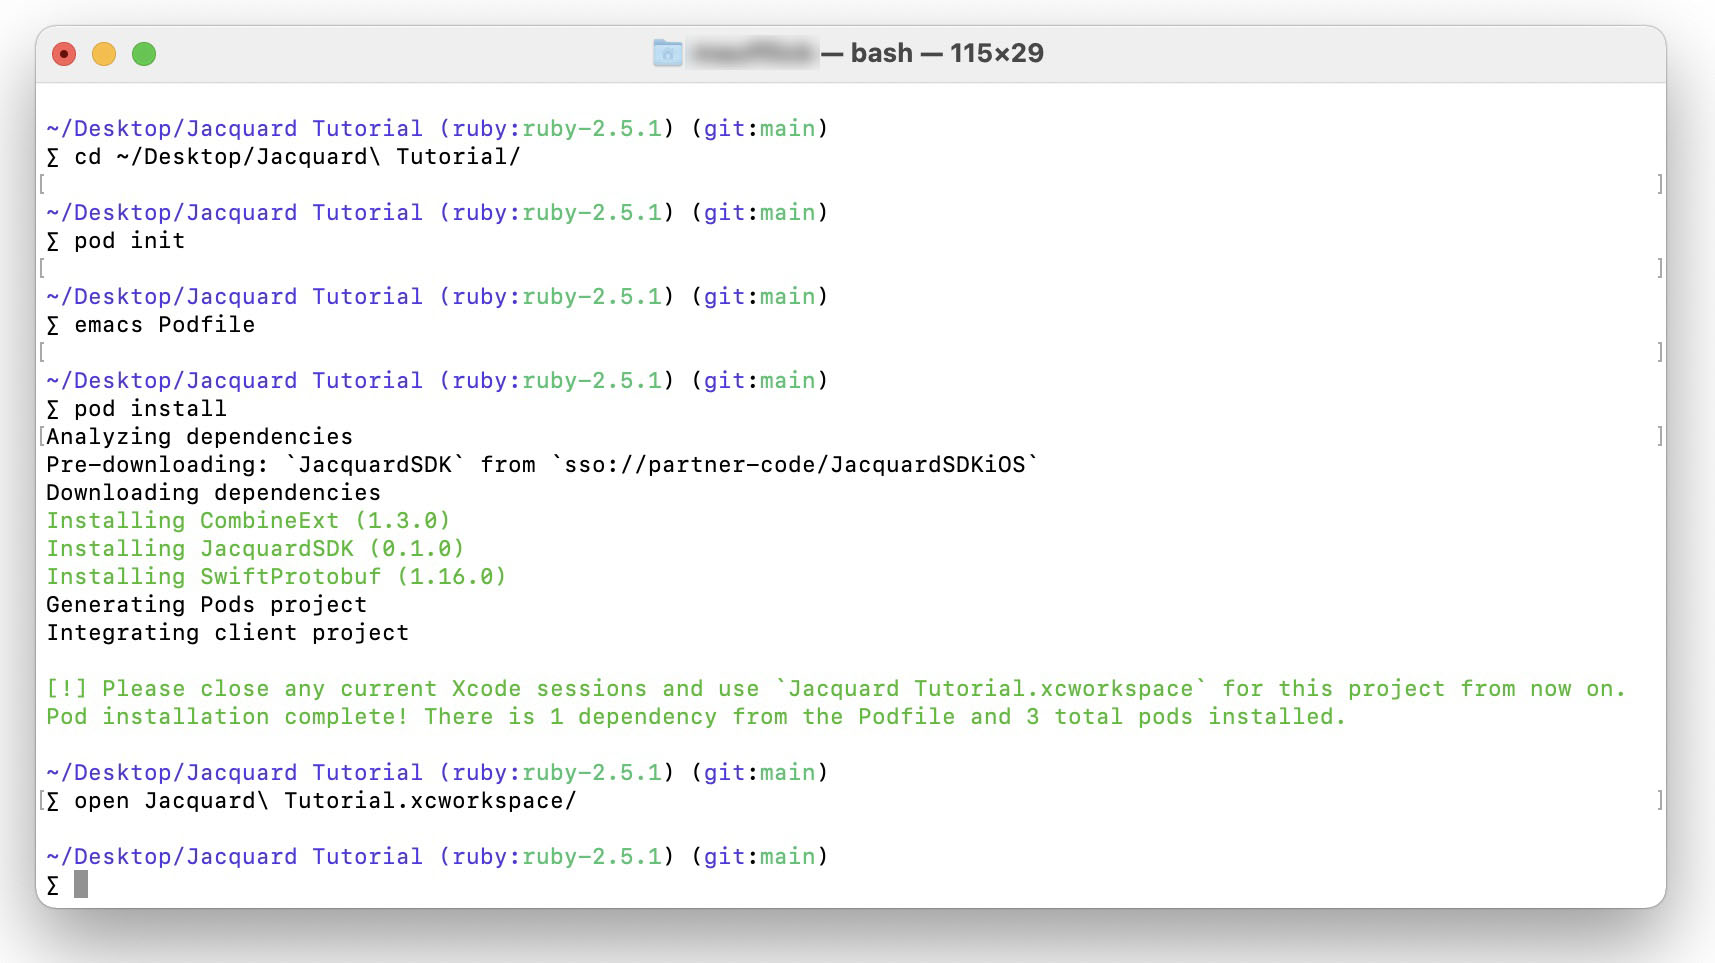 — bash — 115×29
~/Desktop/Jacquard Tutorial (ruby:ruby-2.5.1) (git:main)
∑ cd ~/Desktop/Jacquard\ Tutorial/
[ ]
~/Desktop/Jacquard Tutorial (ruby:ruby-2.5.1) (git:main)
∑ pod init
[ ]
~/Desktop/Jacquard Tutorial (ruby:ruby-2.5.1) (git:main)
∑ emacs Podfile
[ ]
~/Desktop/Jacquard Tutorial (ruby:ruby-2.5.1) (git:main)
∑ pod install
[Analyzing dependencies ]
Pre-downloading: `JacquardSDK` from `sso://partner-code/JacquardSDKiOS`
Downloading dependencies
Installing CombineExt (1.3.0)
Installing JacquardSDK (0.1.0)
Installing SwiftProtobuf (1.16.0)
Generating Pods project
Integrating client project
[!] Please close any current Xcode sessions and use `Jacquard Tutorial.xcworkspace` for this project from now on.
Pod installation complete! There is 1 dependency from the Podfile and 3 total pods installed.
~/Desktop/Jacquard Tutorial (ruby:ruby-2.5.1) (git:main)
[∑ open Jacquard\ Tutorial.xcworkspace/ ]
~/Desktop/Jacquard Tutorial (ruby:ruby-2.5.1) (git:main)
∑